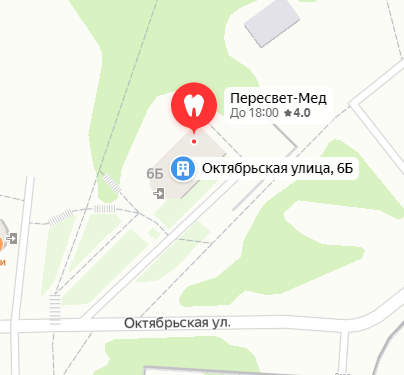 Пересвет-Мед
До 18:00 ★4.0
6Б
Октябрьская улица, 6Б
и
Октябрьская ул.